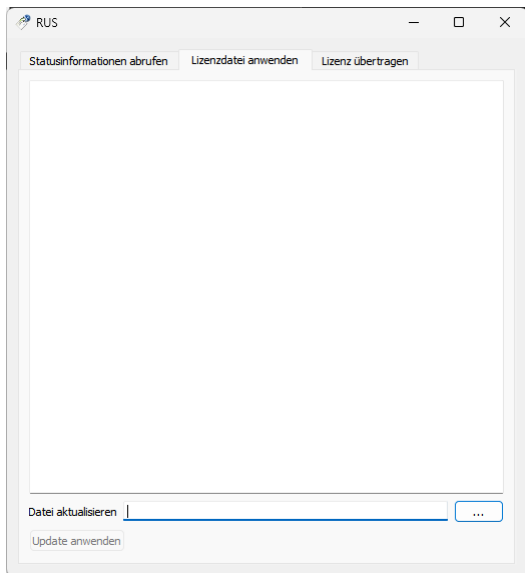 RUS
Statusinformationen abrufen Lizenzdatei anwenden Lizenz übertragen
Datei aktualisieren ...
Update anwenden